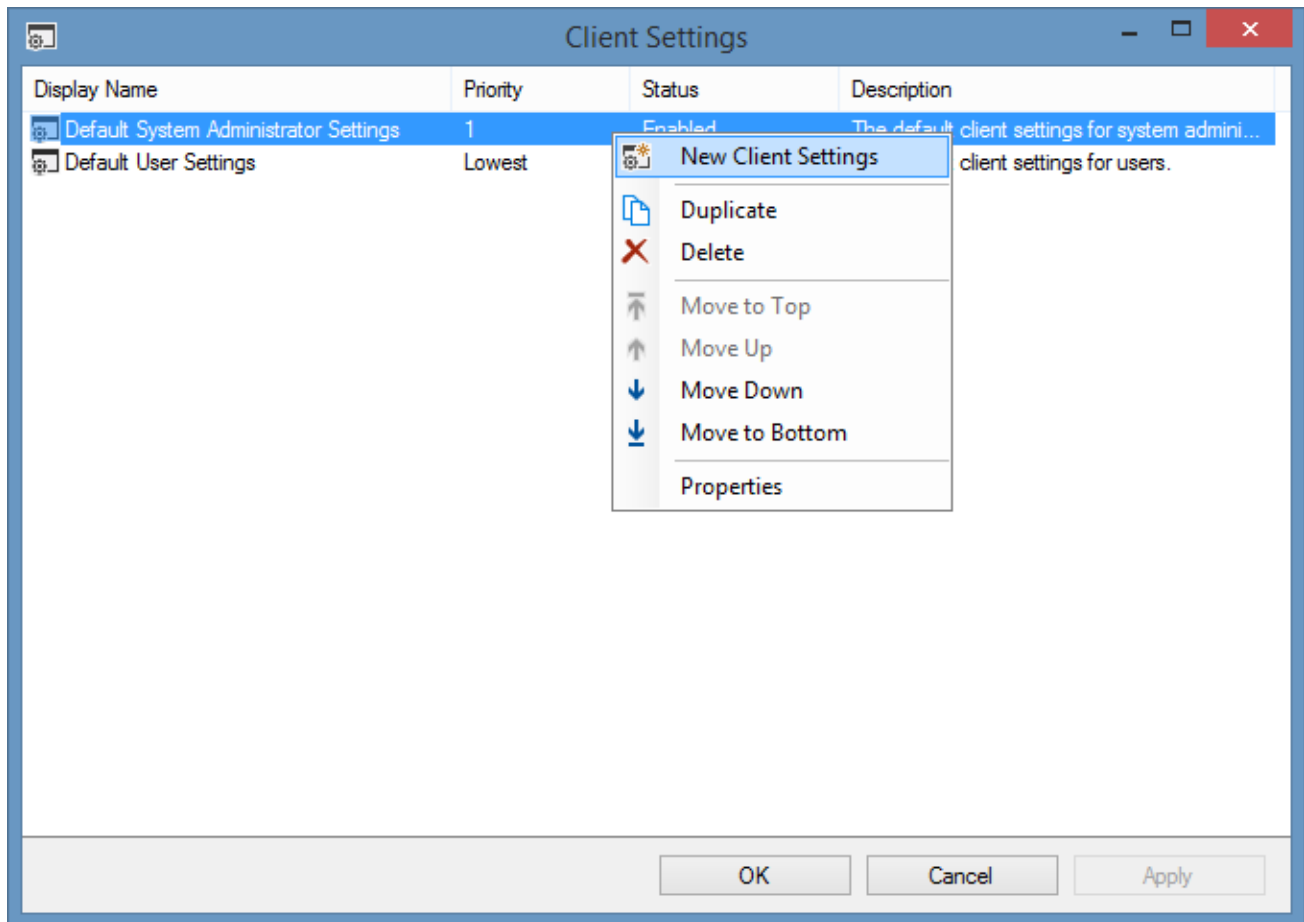 Client Settings
Display Name Priority Status Description
Default System Administrator Settings 1 Enabled The default client settings for system admini...
Default User Settings Lowest client settings for users.
New Client Settings
Duplicate
Delete
Move to Top
Move Up
Move Down
Move to Bottom
Properties
OK Cancel Apply